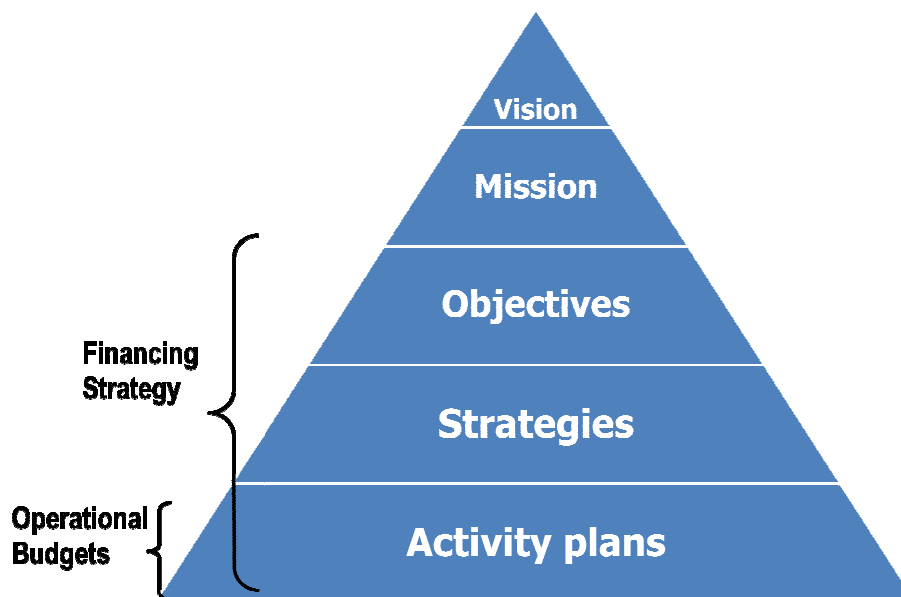 Vision
Mission
Objectives
Financing
Strategy
Strategies
Operational
Budgets
Activity plans